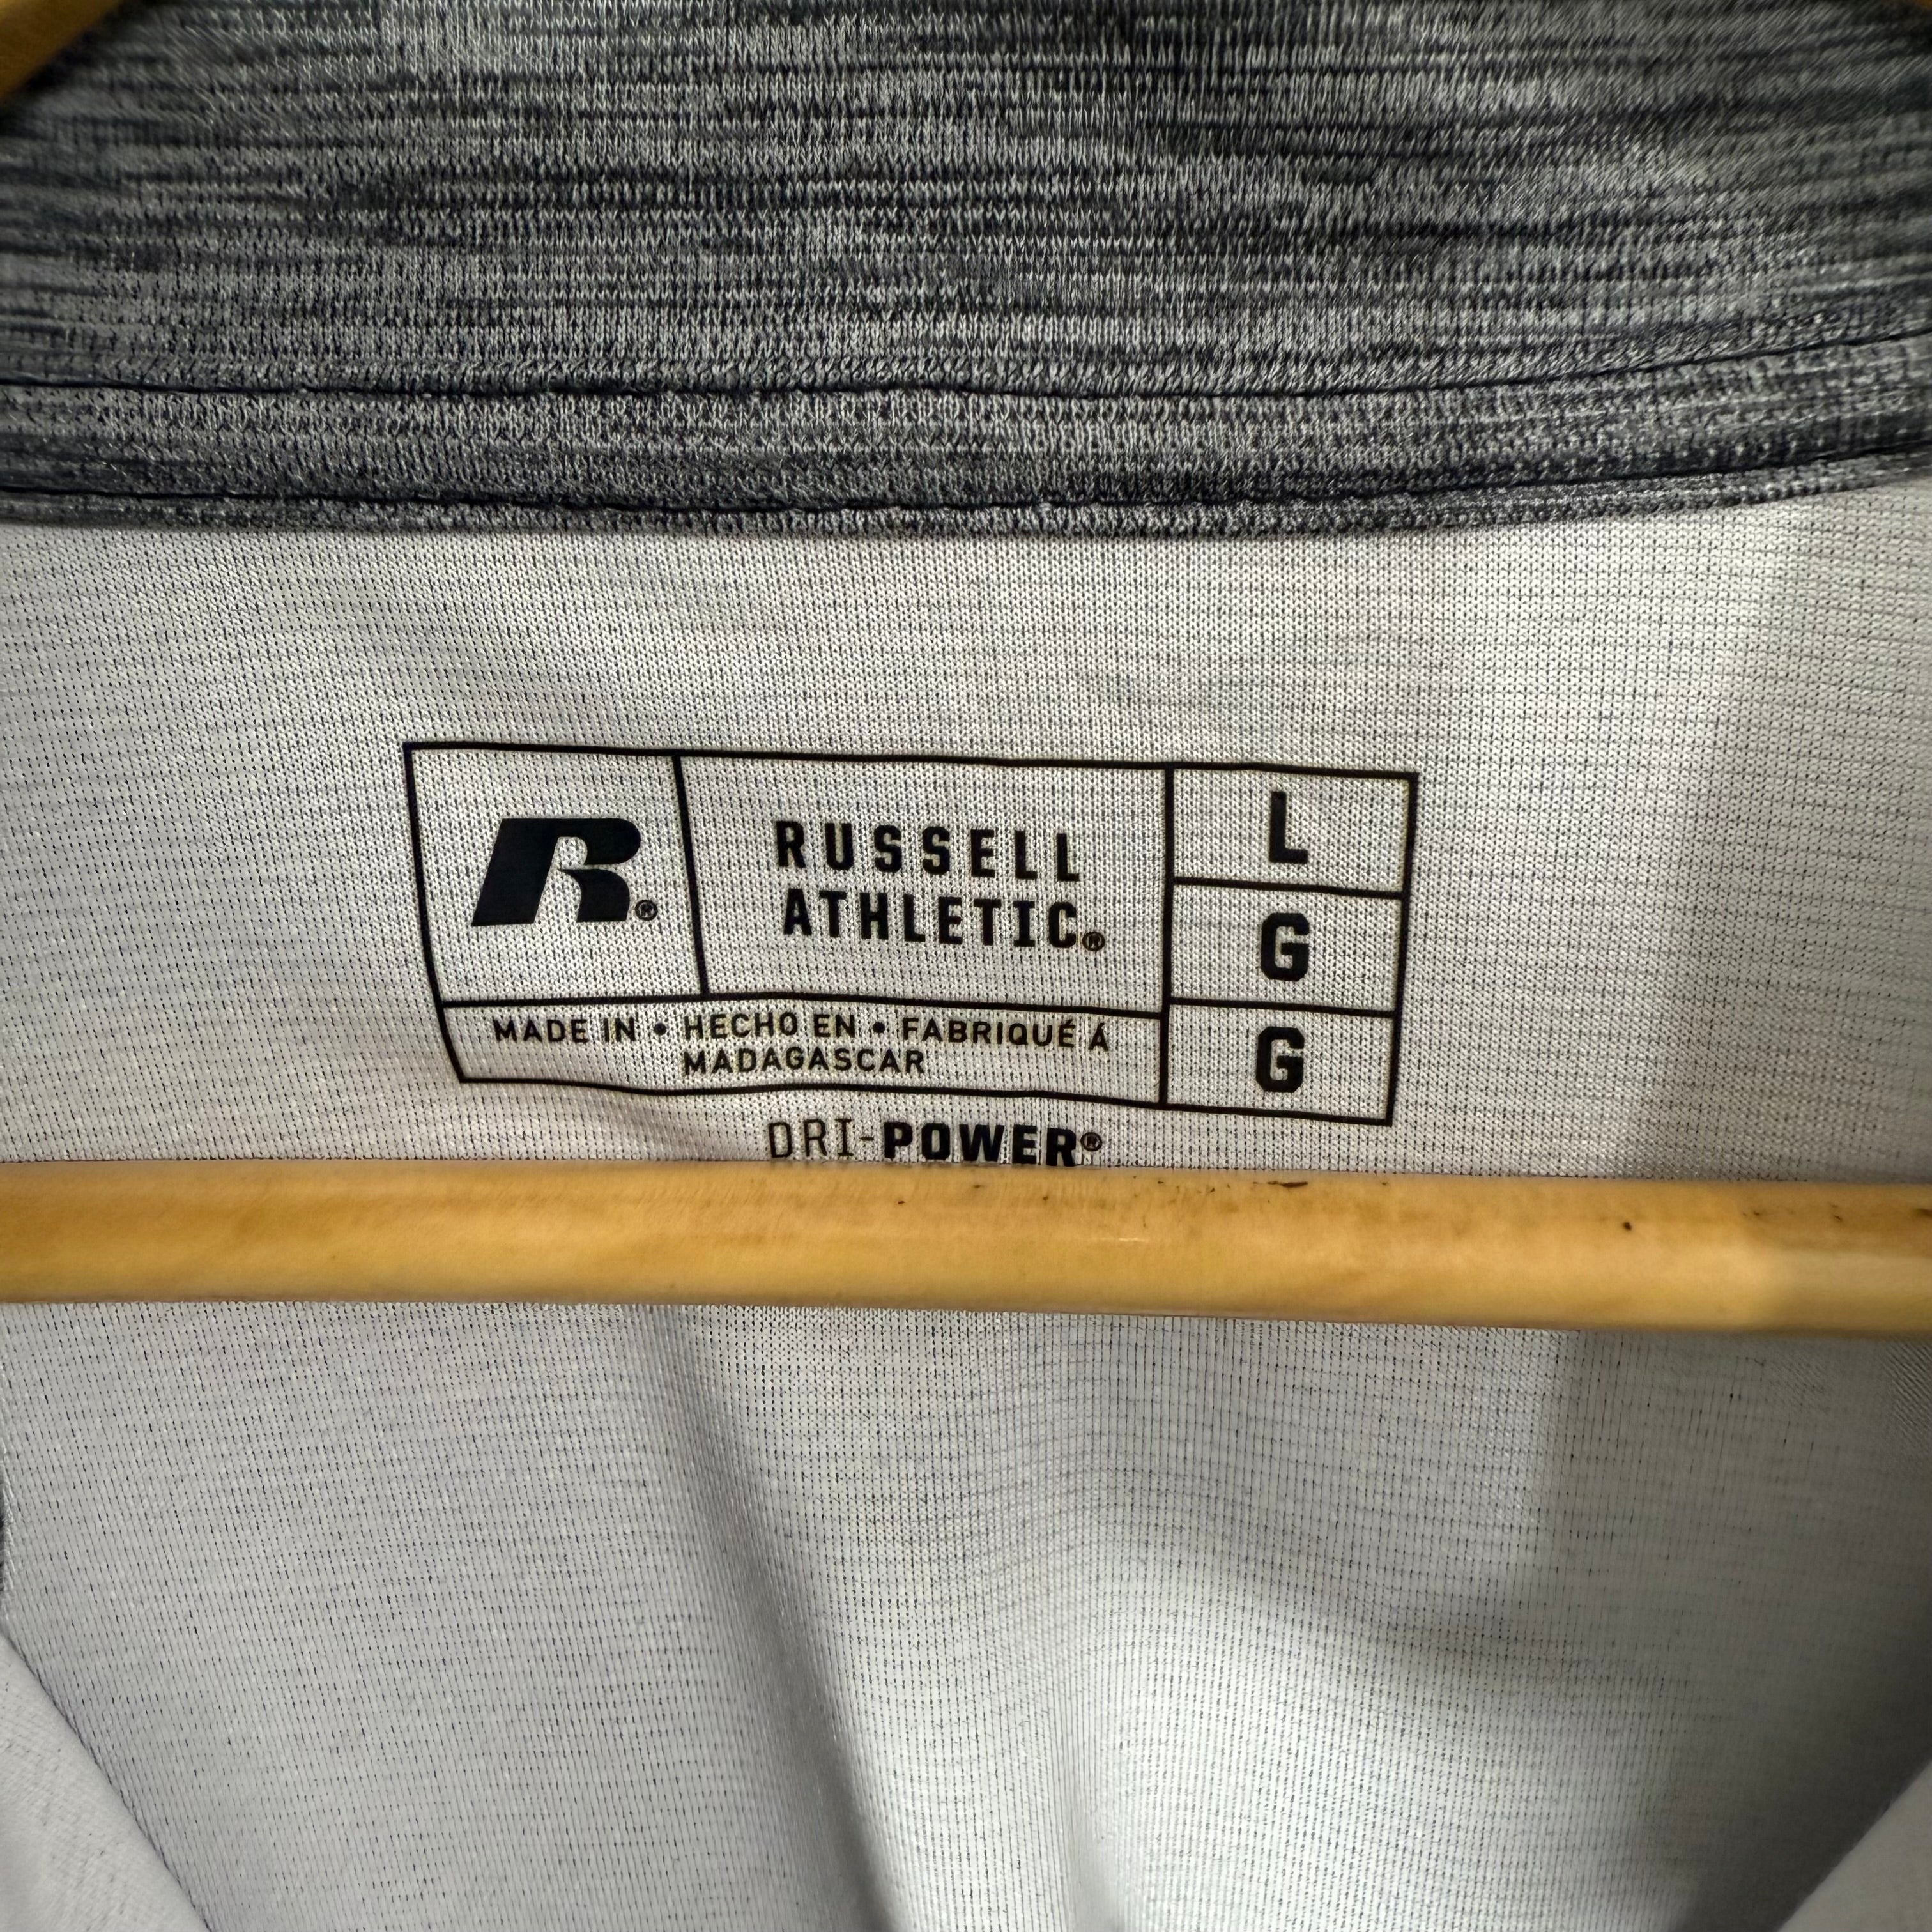 R®
RUSSELL
ATHLETIC®
L
G
G
MADE IN • HECHO EN • FABRIQUÉ Á
MADAGASCAR
DRI-POWER®